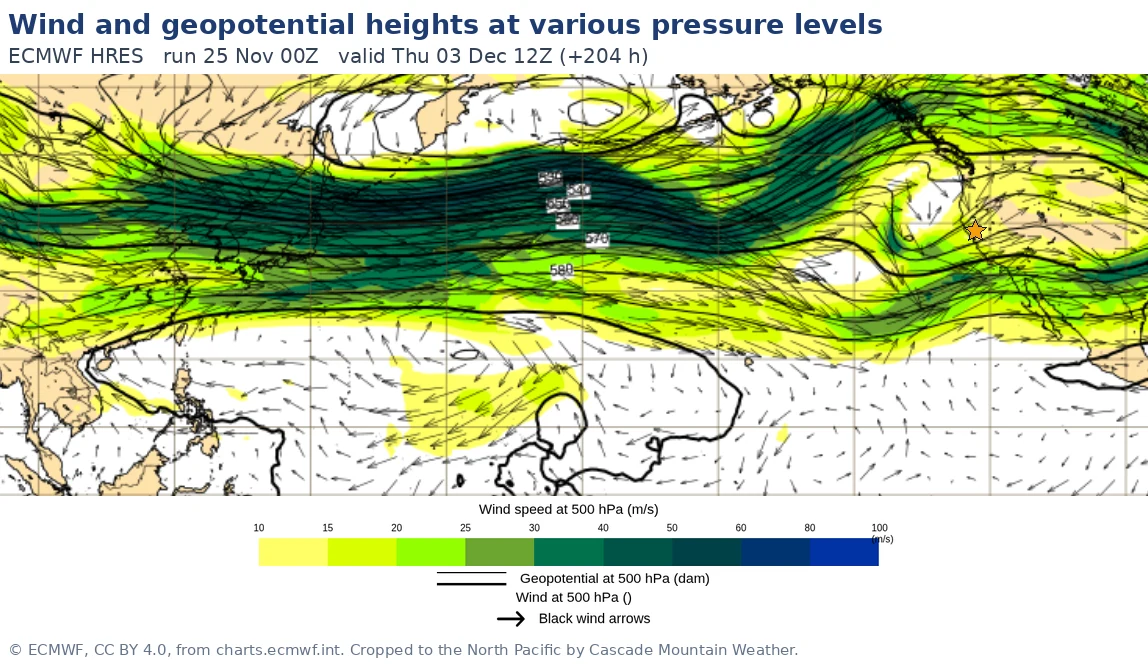 Wind and geopotential heights at various pressure levels
ECMWF HRES run 25 Nov 00Z valid Thu 03 Dec 12Z (+204 h)
540
570
580
Wind speed at 500 hPa (m/s)
10 15 20 25 30 40 50 60 80 100
(m/s)
Geopotential at 500 hPa (dam)
Wind at 500 hPa ()
Black wind arrows
© ECMWF, CC BY 4.0, from charts.ecmwf.int. Cropped to the North Pacific by Cascade Mountain Weather.